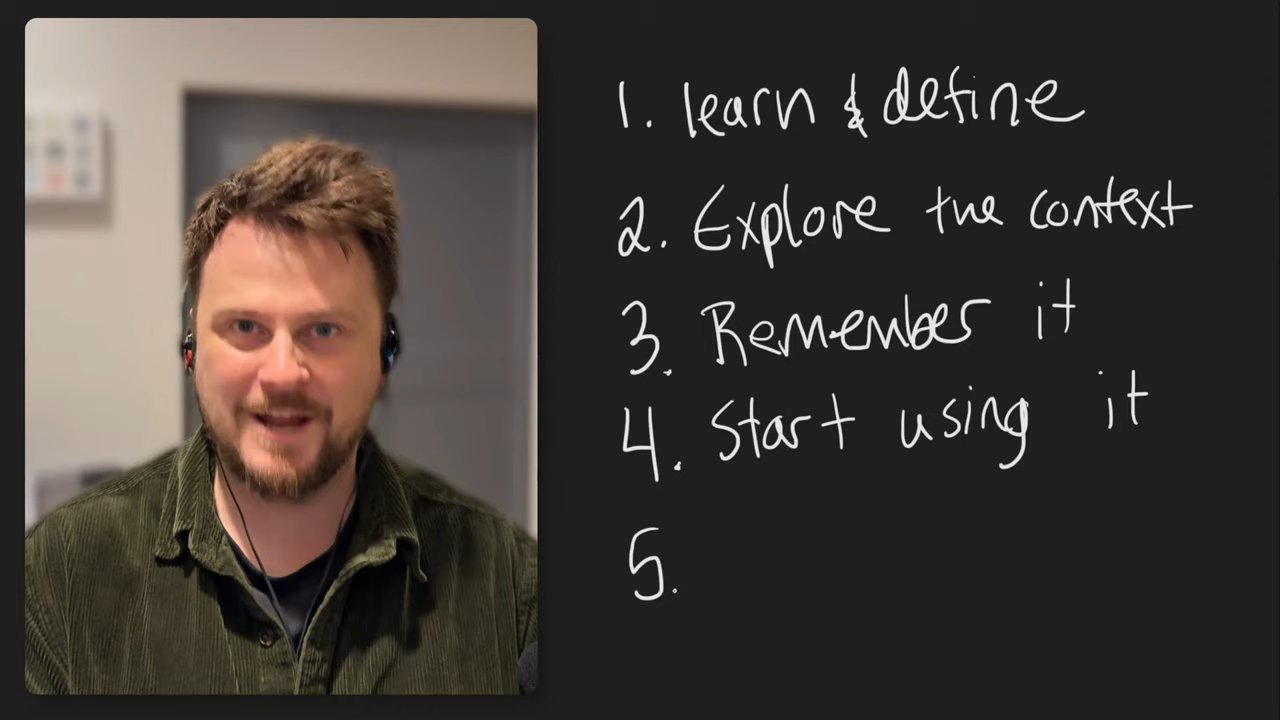 1. learn & define
2. Explore the context
3. Remember it
4. Start using it
5.